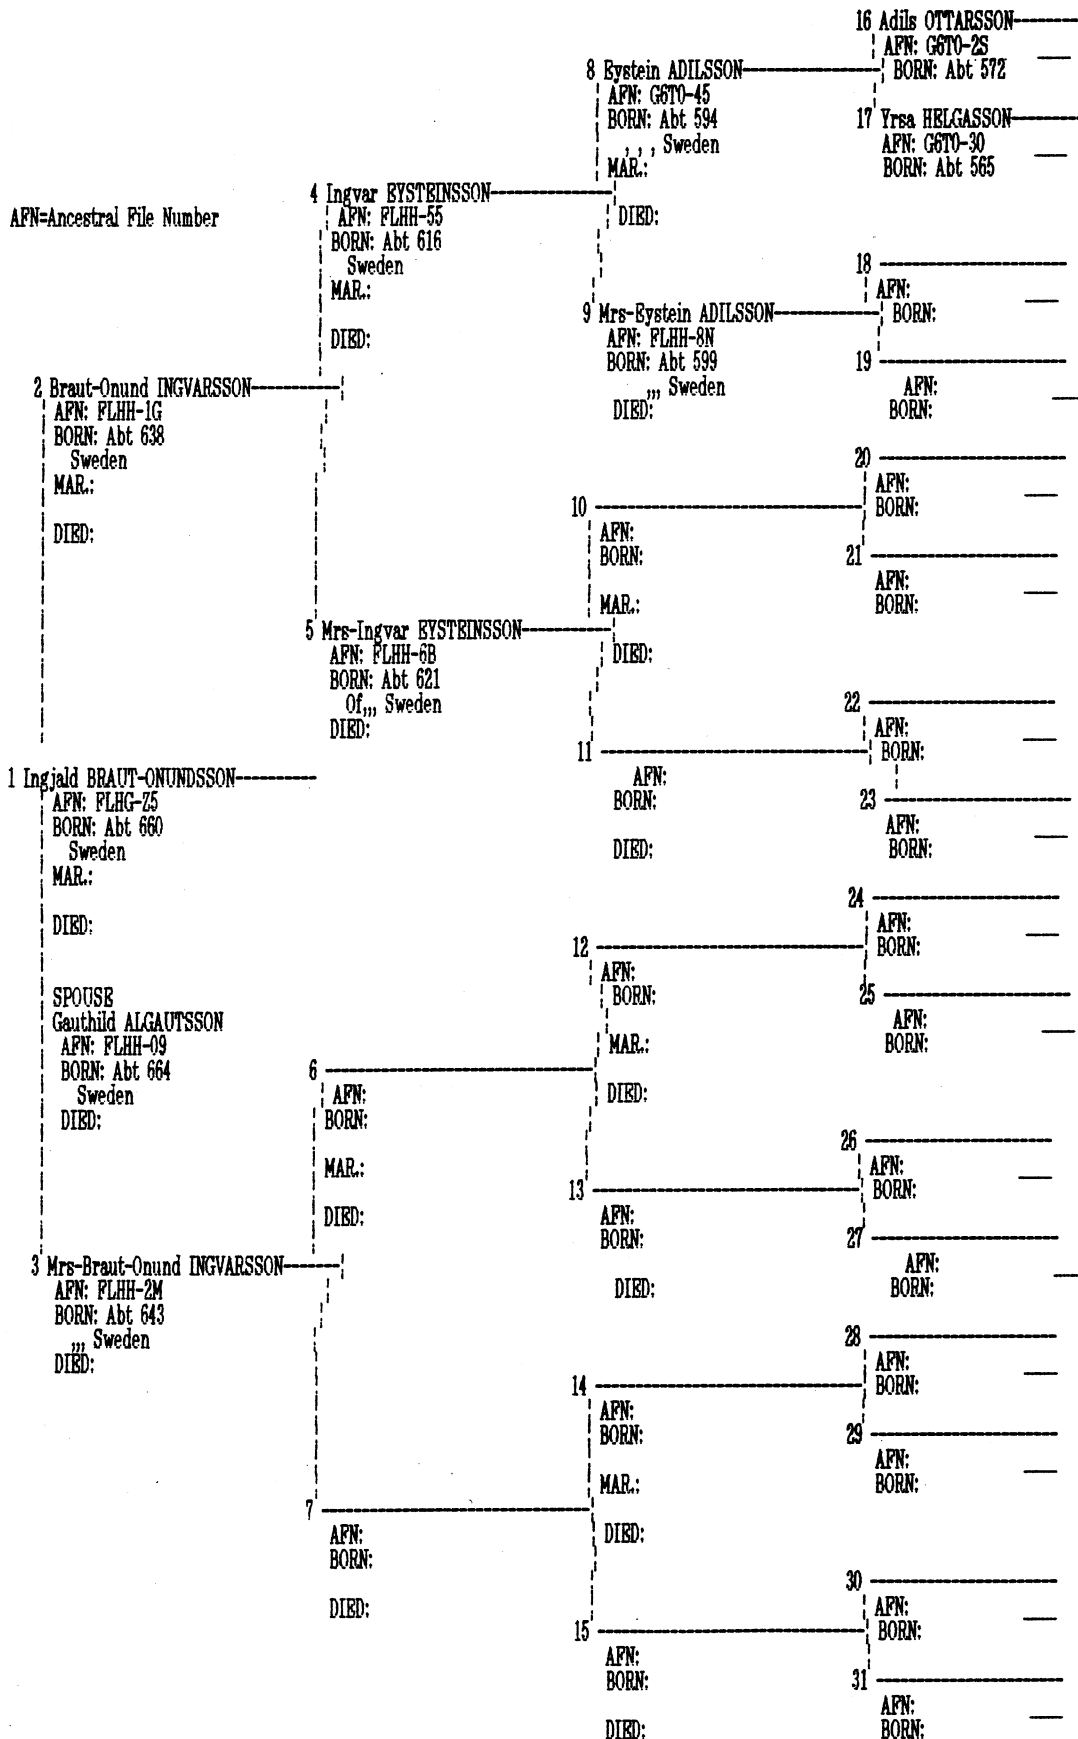 AFN=Ancestral File Number
1 Ingjald BRAUT-ONUNDSSON
AFN: FLHG-Z5
BORN: Abt 660
Sweden
MAR.:
DIED:
SPOUSE
Gauthild ALGAUTSSON
AFN: FLHH-09
BORN: Abt 664
Sweden
DIED:
2 Braut-Onund INGVARSSON
AFN: FLHH-1G
BORN: Abt 638
Sweden
MAR.:
DIED:
3 Mrs-Braut-Onund INGVARSSON
AFN: FLHH-2M
BORN: Abt 643
,,, Sweden
DIED:
4 Ingvar EYSTEINSSON
AFN: FLHH-55
BORN: Abt 616
Sweden
MAR.:
DIED:
5 Mrs-Ingvar EYSTEINSSON
AFN: FLHH-6B
BORN: Abt 621
Of,,, Sweden
DIED:
6
AFN:
BORN:
MAR.:
DIED:
7
AFN:
BORN:
DIED:
8 Eystein ADILSSON
AFN: G6T0-45
BORN: Abt 594
, , , Sweden
MAR.:
DIED:
9 Mrs-Eystein ADILSSON
AFN: FLHH-8N
BORN: Abt 599
,,, Sweden
DIED:
10
AFN:
BORN:
MAR.:
DIED:
11
AFN:
BORN:
DIED:
12
AFN:
BORN:
MAR.:
DIED:
13
AFN:
BORN:
DIED:
14
AFN:
BORN:
MAR.:
DIED:
15
AFN:
BORN:
DIED:
16 Adils OTTARSSON
AFN: G6T0-2S
BORN: Abt 572
17 Yrsa HELGASSON
AFN: G6T0-30
BORN: Abt 565
18
AFN:
BORN:
19
AFN:
BORN:
20
AFN:
BORN:
21
AFN:
BORN:
22
AFN:
BORN:
23
AFN:
BORN:
24
AFN:
BORN:
25
AFN:
BORN:
26
AFN:
BORN:
27
AFN:
BORN:
28
AFN:
BORN:
29
AFN:
BORN:
30
AFN:
BORN:
31
AFN:
BORN: